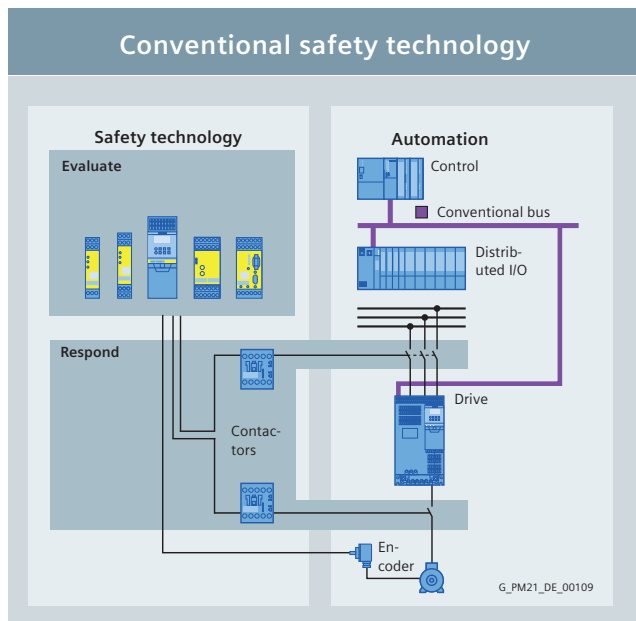 Conventional safety technology
Safety technology
Automation
Evaluate
Control
Conventional bus
Distrib-
uted I/O
Respond
Drive
Contac-
tors
En-
coder
G_PM21_DE_00109